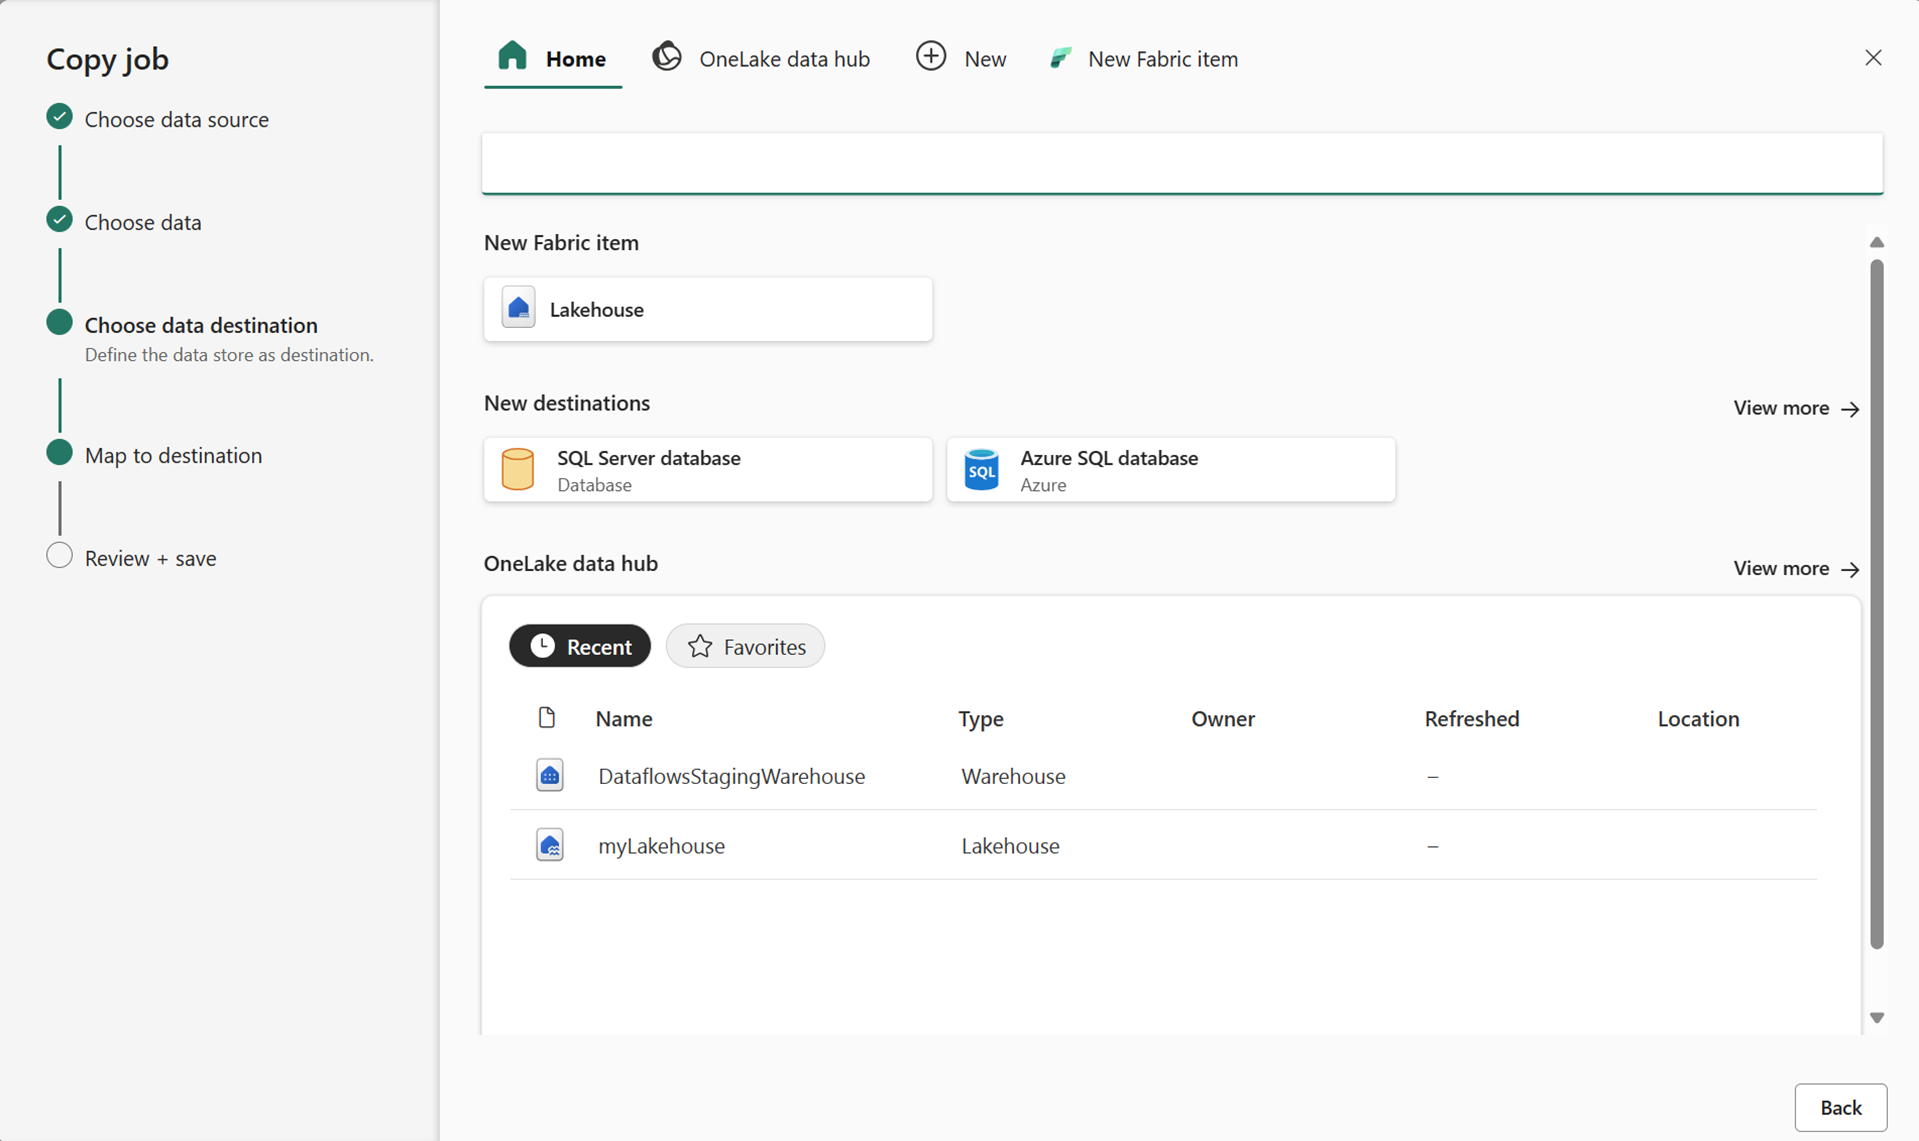 Copy job
Choose data source
Choose data
Choose data destination
Define the data store as destination.
Map to destination
Review + save
Home
OneLake data hub
New
New Fabric item
New Fabric item
Lakehouse
New destinations
View more
SQL Server database
Database
SQL
Azure SQL database
Azure
OneLake data hub
View more
Recent
Favorites
Name Type Owner Refreshed Location
DataflowsStagingWarehouse Warehouse –
myLakehouse Lakehouse –
Back